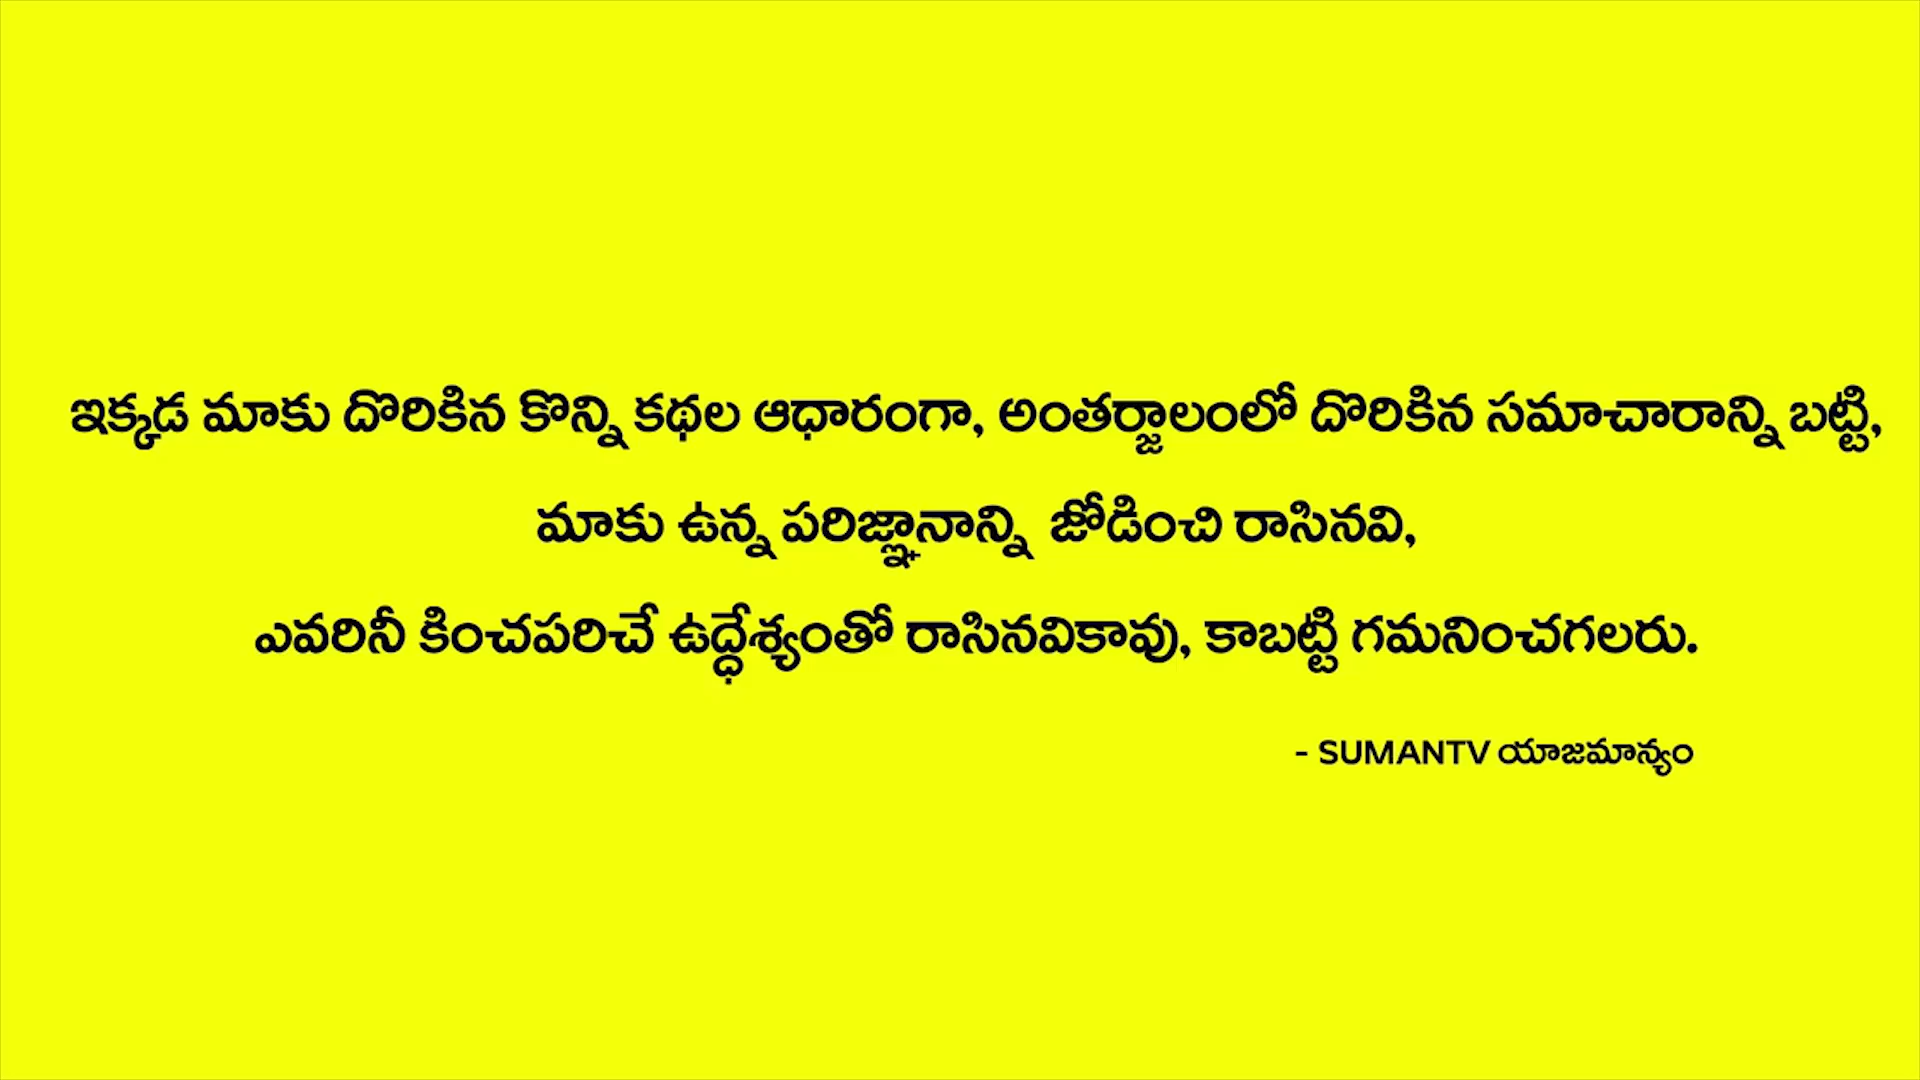 ఇక్కడ మాకు దొరికిన కొన్ని కథల ఆధారంగా, అంతర్జాలంలో దొరికిన సమాచారాన్ని బట్టి,
మాకు ఉన్న పరిజ్ఞానాన్ని జోడించి రాసినవి,
ఎవరినీ కించపరిచే ఉద్ధేశ్యంతో రాసినవికావు, కాబట్టి గమనించగలరు.
- SUMANTV యాజమాన్యం